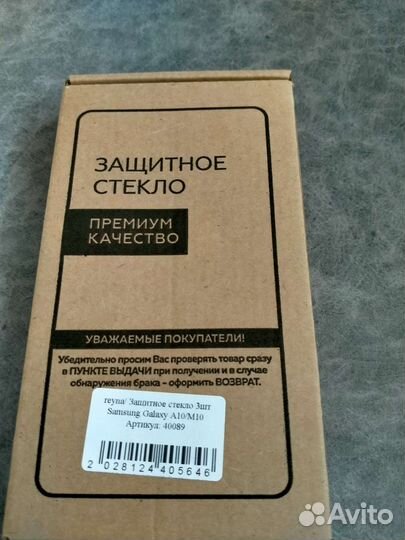 ЗАЩИТНОЕ
СТЕКЛО
ПРЕМИУМ
КАЧЕСТВО
УВАЖАЕМЫЕ ПОКУПАТЕЛИ!
Убедительно просим Вас проверять товар сразу
в ПУНКТЕ ВЫДАЧИ при получении и в случае
обнаружения брака - оформить ВОЗВРАТ.
reyna/ Защитное стекло 3шт
Samsung Galaxy A10/M10
Артикул: 40089
2 028124 405646
Avito